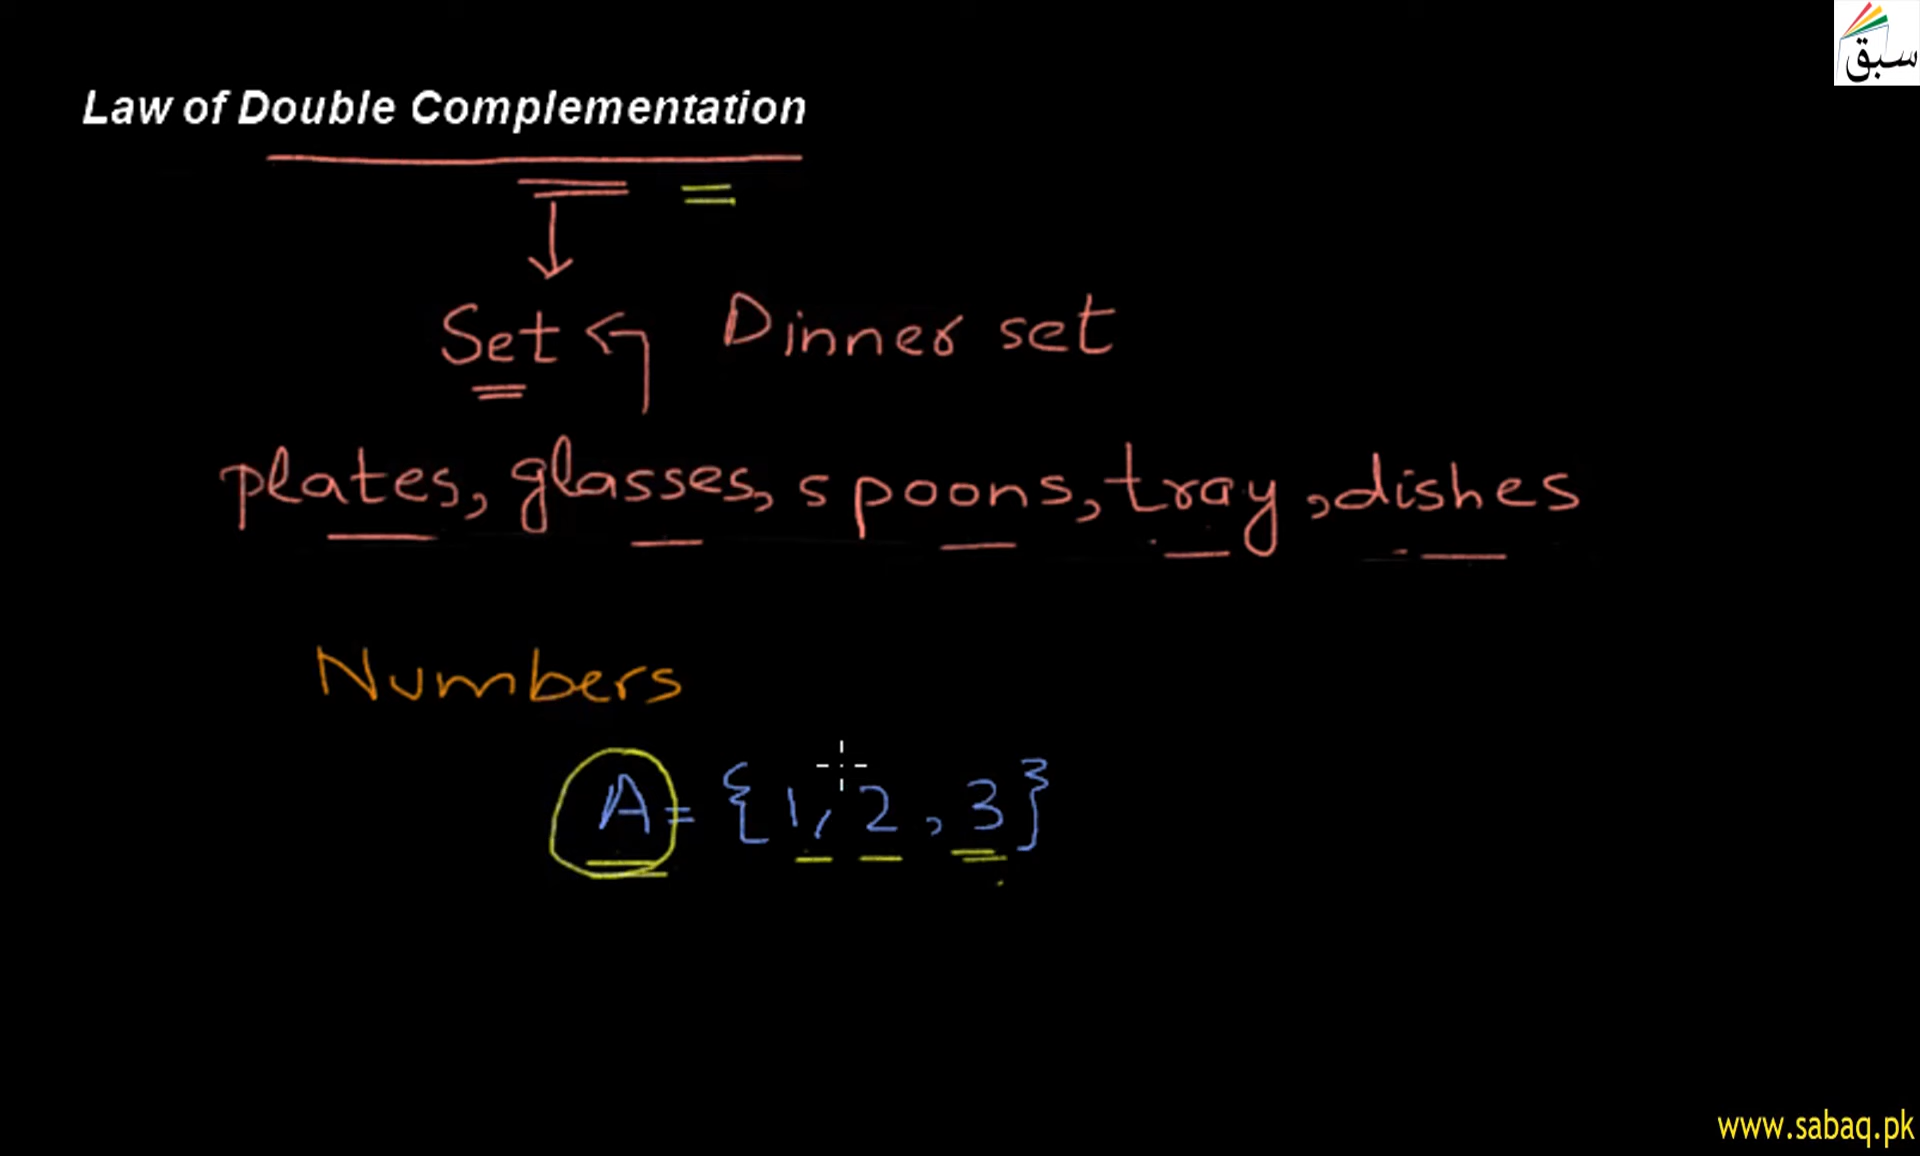 سبق
Law of Double Complementation
Set Dinner set
plates, glasses, spoons, tray, dishes
Numbers
A = {1, 2, 3}
www.sabaq.pk